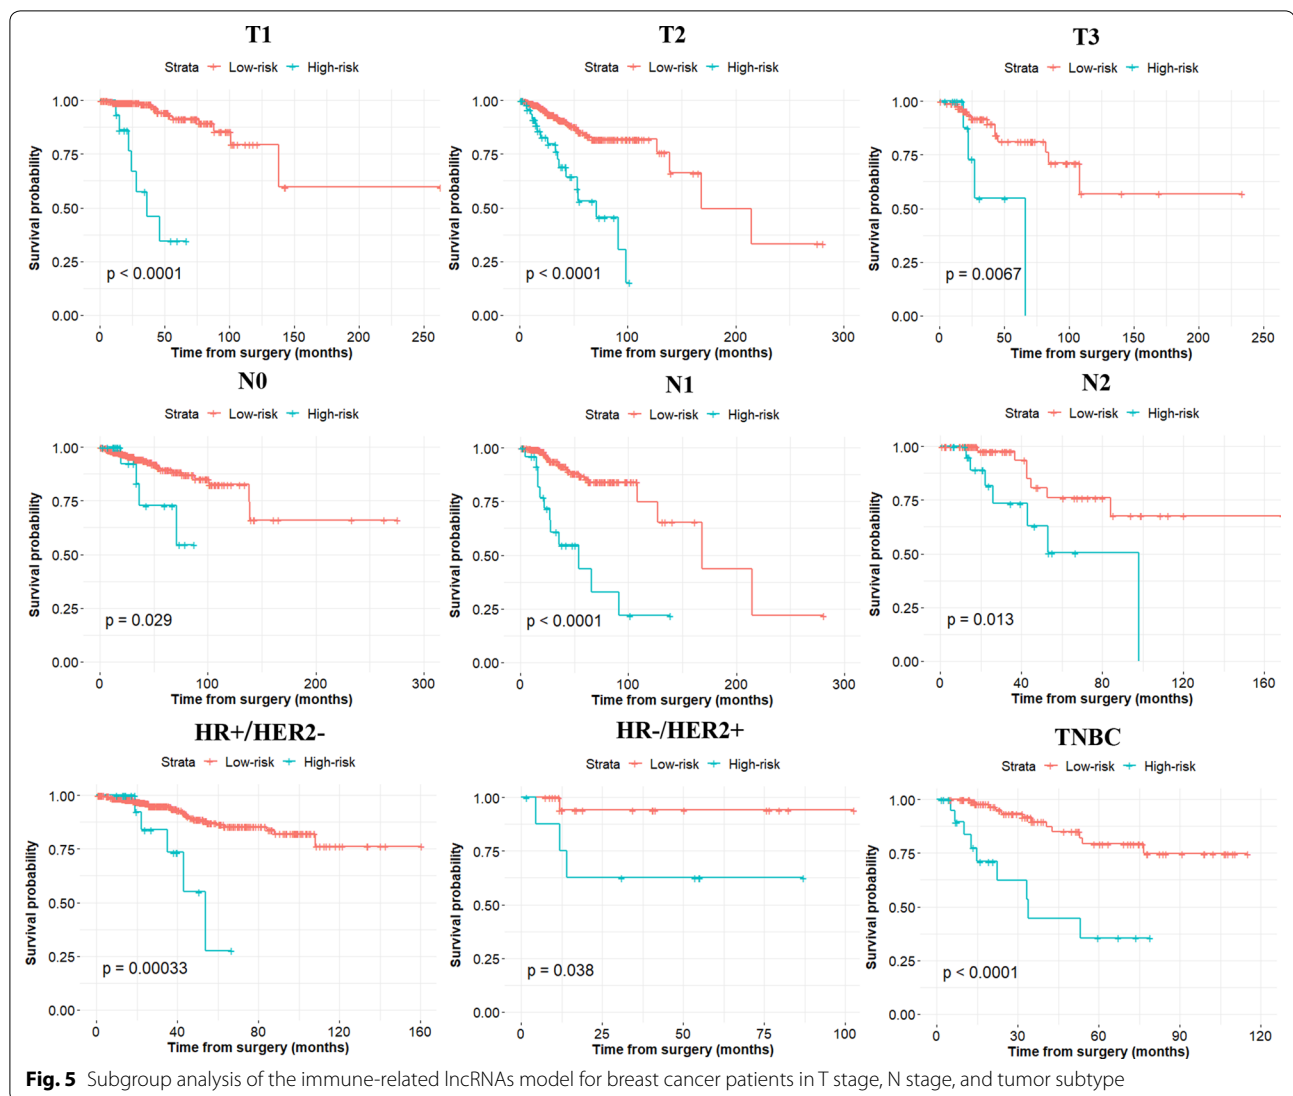 T1
Strata Low-risk High-risk
Survival probability
1.00
0.75
0.50
0.25
0.00
p < 0.0001
0 50 100 150 200 250
Time from surgery (months)
T2
Strata Low-risk High-risk
Survival probability
1.00
0.75
0.50
0.25
0.00
p < 0.0001
0 100 200 300
Time from surgery (months)
T3
Strata Low-risk High-risk
Survival probability
1.00
0.75
0.50
0.25
0.00
p = 0.0067
0 50 100 150 200 250
Time from surgery (months)
N0
Strata Low-risk High-risk
Survival probability
1.00
0.75
0.50
0.25
0.00
p = 0.029
0 100 200 300
Time from surgery (months)
N1
Strata Low-risk High-risk
Survival probability
1.00
0.75
0.50
0.25
0.00
p < 0.0001
0 100 200 300
Time from surgery (months)
N2
Strata Low-risk High-risk
Survival probability
1.00
0.75
0.50
0.25
0.00
p = 0.013
0 40 80 120 160
Time from surgery (months)
HR+/HER2-
Strata Low-risk High-risk
Survival probability
1.00
0.75
0.50
0.25
0.00
p = 0.00033
0 40 80 120 160
Time from surgery (months)
HR-/HER2+
Strata Low-risk High-risk
Survival probability
1.00
0.75
0.50
0.25
0.00
p = 0.038
0 25 50 75 100
Time from surgery (months)
TNBC
Strata Low-risk High-risk
Survival probability
1.00
0.75
0.50
0.25
0.00
p < 0.0001
0 30 60 90 120
Time from surgery (months)
Fig. 5 Subgroup analysis of the immune-related lncRNAs model for breast cancer patients in T stage, N stage, and tumor subtype